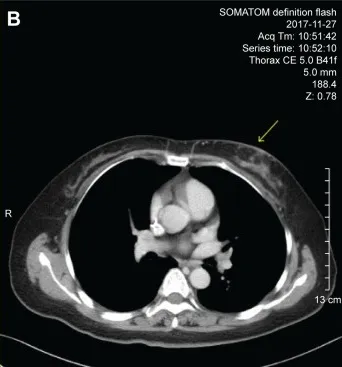 B
SOMATOM definition flash
2017-11-27
Acq Tm: 10:51:42
Series time: 10:52:10
Thorax CE 5.0 B41f
5.0 mm
188.4
Z: 0.78
R
13 cm